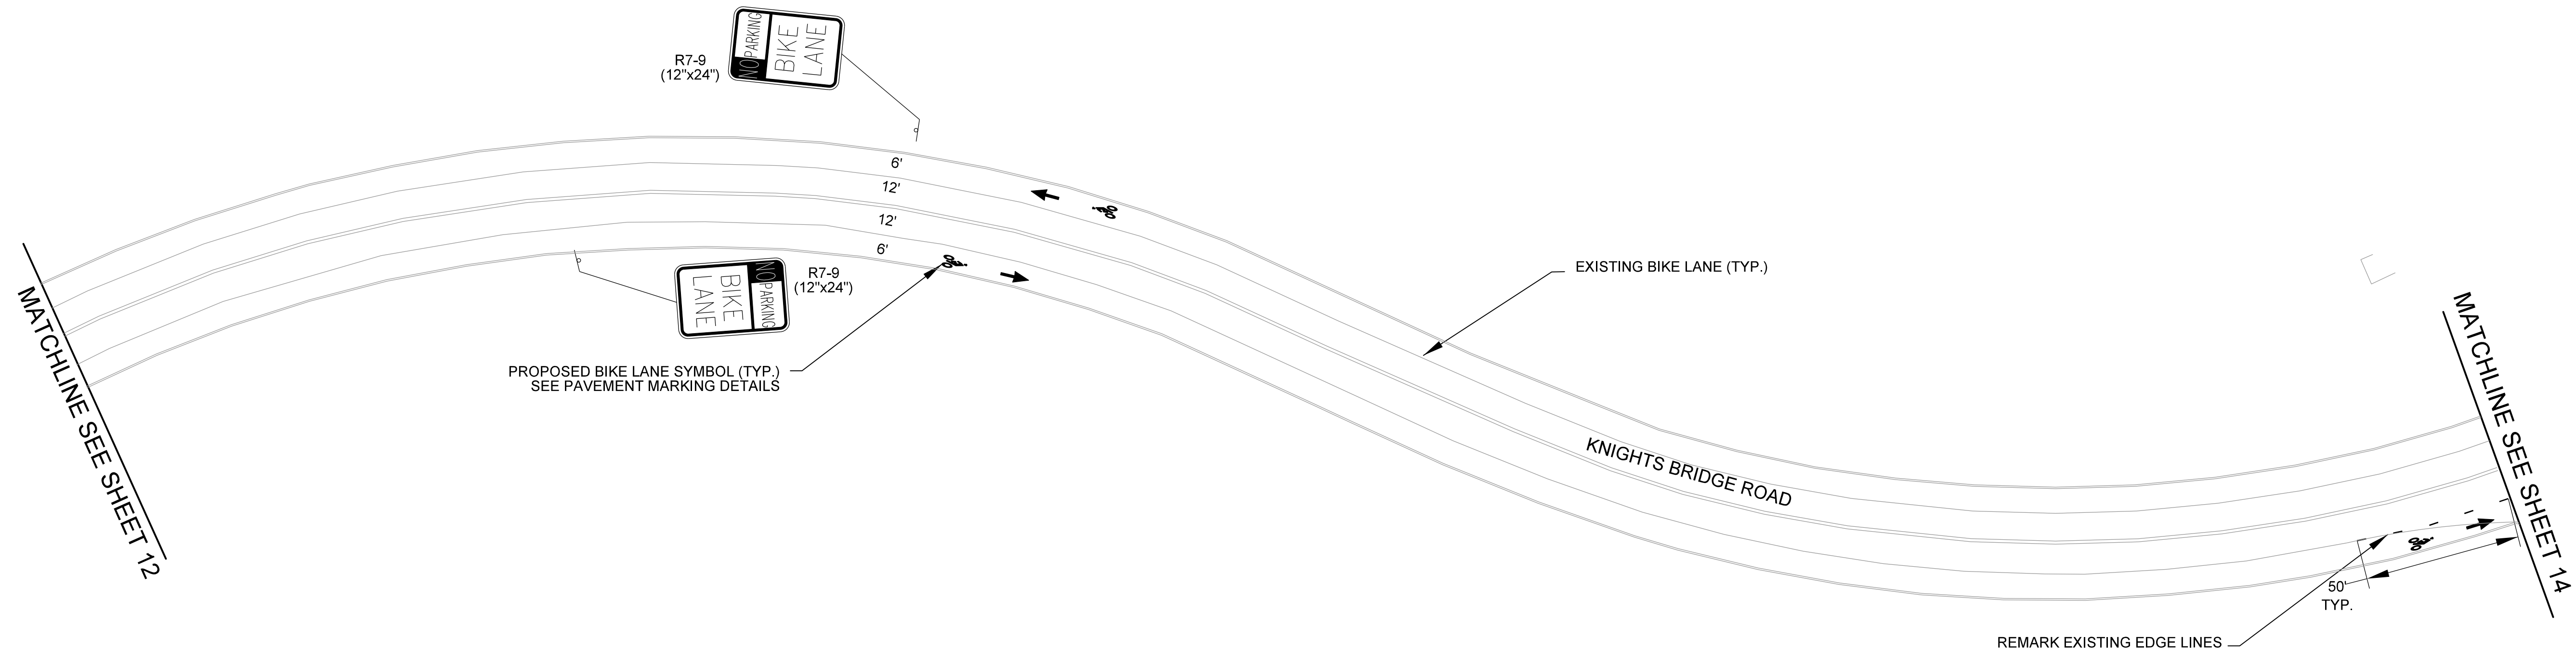 NO PARKING
BIKE
LANE
R7-9
(12"x24")
6'
12'
12'
6'
NO PARKING
BIKE
LANE
R7-9
(12"x24")
PROPOSED BIKE LANE SYMBOL (TYP.)
SEE PAVEMENT MARKING DETAILS
EXISTING BIKE LANE (TYP.)
KNIGHTS BRIDGE ROAD
MATCHLINE SEE SHEET 12
MATCHLINE SEE SHEET 14
50'
TYP.
REMARK EXISTING EDGE LINES